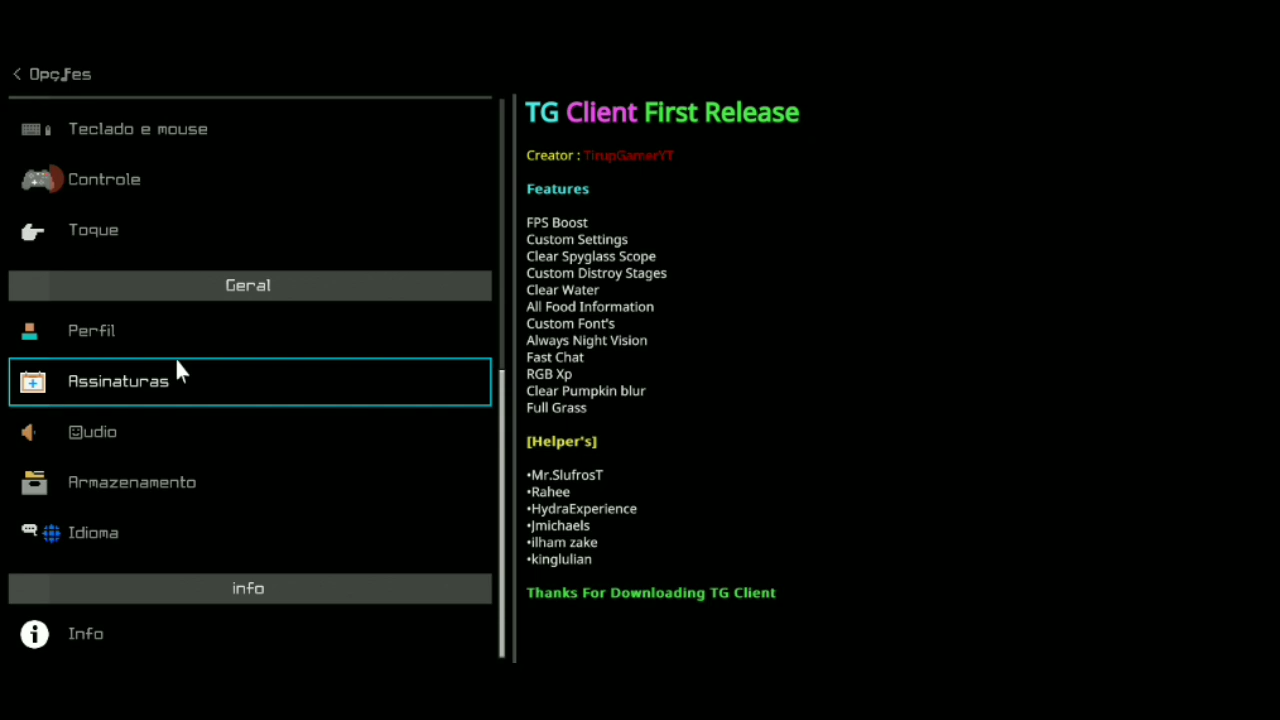 Opç♪es
Teclado e mouse
Controle
Toque
Geral
Perfil
Assinaturas
☺udio
Armazenamento
Idioma
info
Info
TG Client First Release
Creator : TirupGamerYT
Features
FPS Boost
Custom Settings
Clear Spyglass Scope
Custom Distroy Stages
Clear Water
All Food Information
Custom Font's
Always Night Vision
Fast Chat
RGB Xp
Clear Pumpkin blur
Full Grass
[Helper's]
•Mr.SlufrosT
•Rahee
•HydraExperience
•Jmichaels
•ilham zake
•kinglulian
Thanks For Downloading TG Client